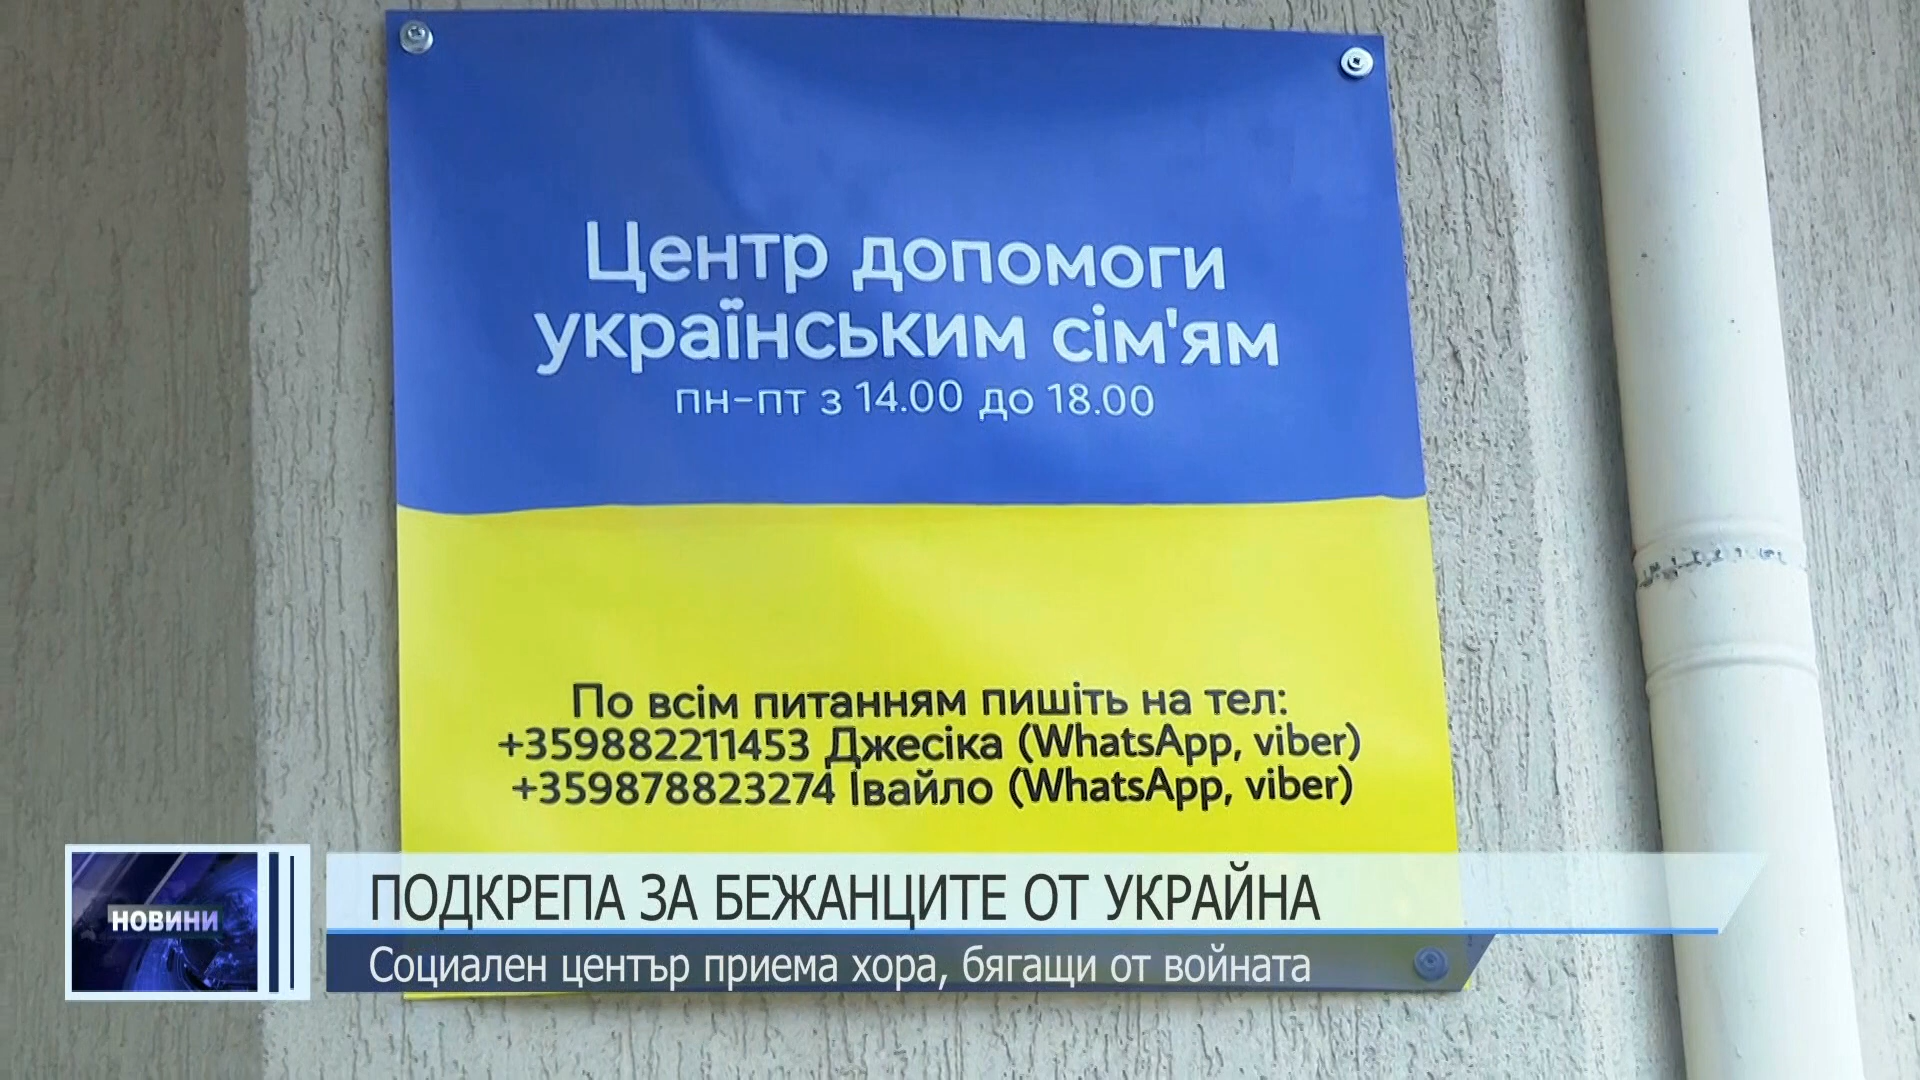 Центр допомоги
українським сім'ям
пн-пт з 14.00 до 18.00
По всім питанням пишіть на тел:
+359882211453 Джесіка (WhatsApp, viber)
+359878823274 Івайло (WhatsApp, viber)
НОВИНИ
ПОДКРЕПА ЗА БЕЖАНЦИТЕ ОТ УКРАЙНА
Социален център приема хора, бягащи от войната